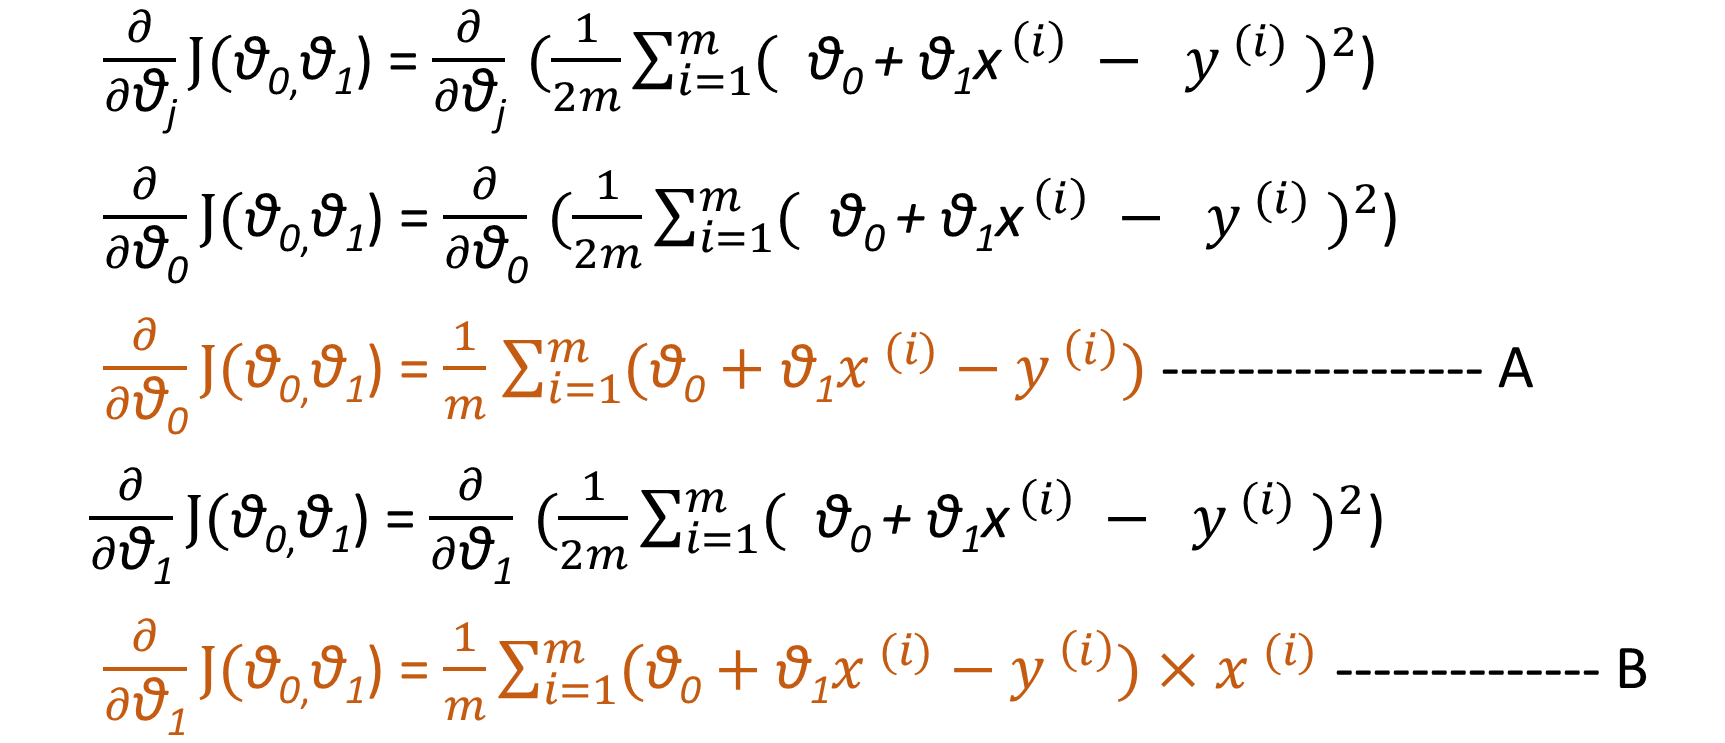 ∂/∂ϑ_j J(ϑ_0,ϑ_1) = ∂/∂ϑ_j (1/2m ∑_{i=1}^{m}( ϑ_0 + ϑ_1x^(i) − y^(i) )^2)
∂/∂ϑ_0 J(ϑ_0,ϑ_1) = ∂/∂ϑ_0 (1/2m ∑_{i=1}^{m}( ϑ_0 + ϑ_1x^(i) − y^(i) )^2)
∂/∂ϑ_0 J(ϑ_0,ϑ_1) = 1/m ∑_{i=1}^{m}(ϑ_0 + ϑ_1x^(i) − y^(i)) ----------------- A
∂/∂ϑ_1 J(ϑ_0,ϑ_1) = ∂/∂ϑ_1 (1/2m ∑_{i=1}^{m}( ϑ_0 + ϑ_1x^(i) − y^(i) )^2)
∂/∂ϑ_1 J(ϑ_0,ϑ_1) = 1/m ∑_{i=1}^{m}(ϑ_0 + ϑ_1x^(i) − y^(i)) × x^(i) -------------- B